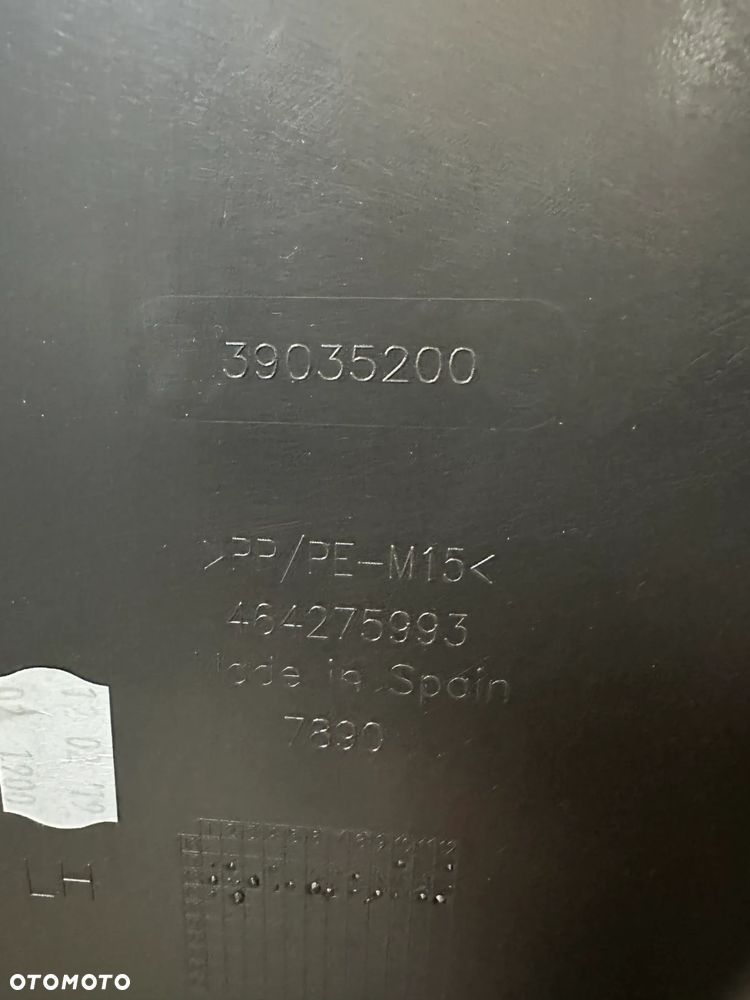 39035200
>PP/PE-M15<
464275993
Made in Spain
7890
LH
OTOMOTO